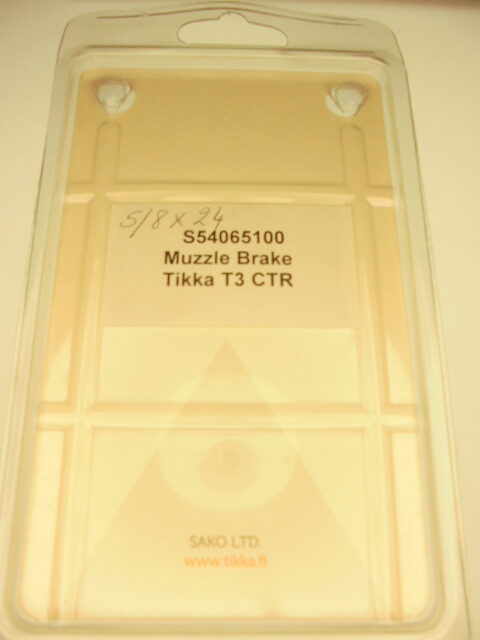 5/8 x 24
S54065100
Muzzle Brake
Tikka T3 CTR
SAKO LTD.
www.tikka.fi